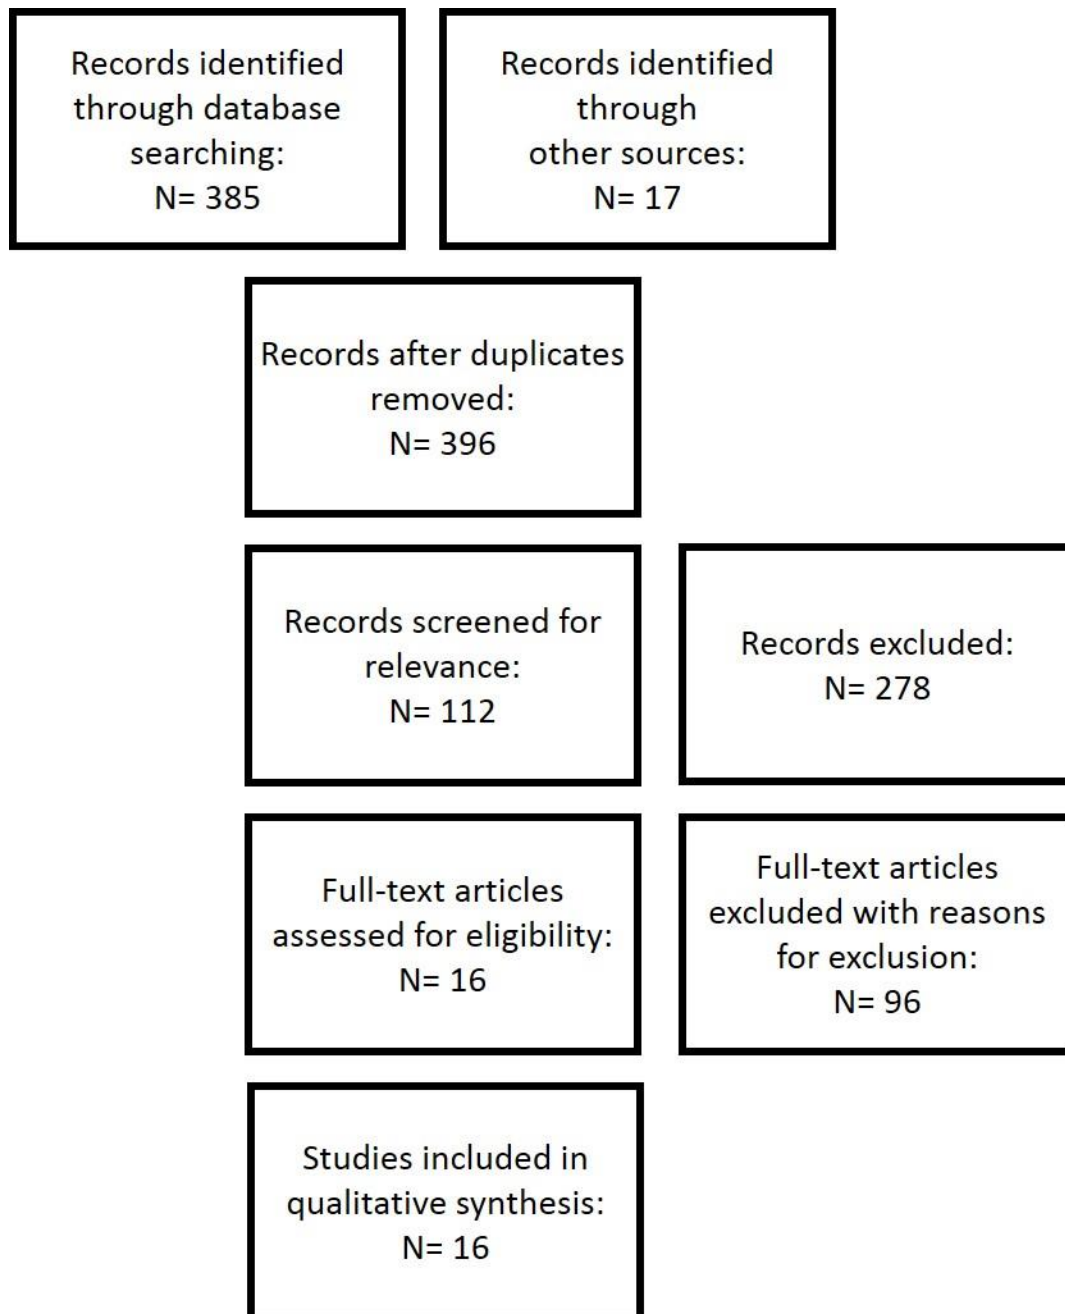 Records identified
through database
searching:
N= 385
Records identified
through
other sources:
N= 17
Records after duplicates
removed:
N= 396
Records screened for
relevance:
N= 112
Records excluded:
N= 278
Full-text articles
assessed for eligibility:
N= 16
Full-text articles
excluded with reasons
for exclusion:
N= 96
Studies included in
qualitative synthesis:
N= 16